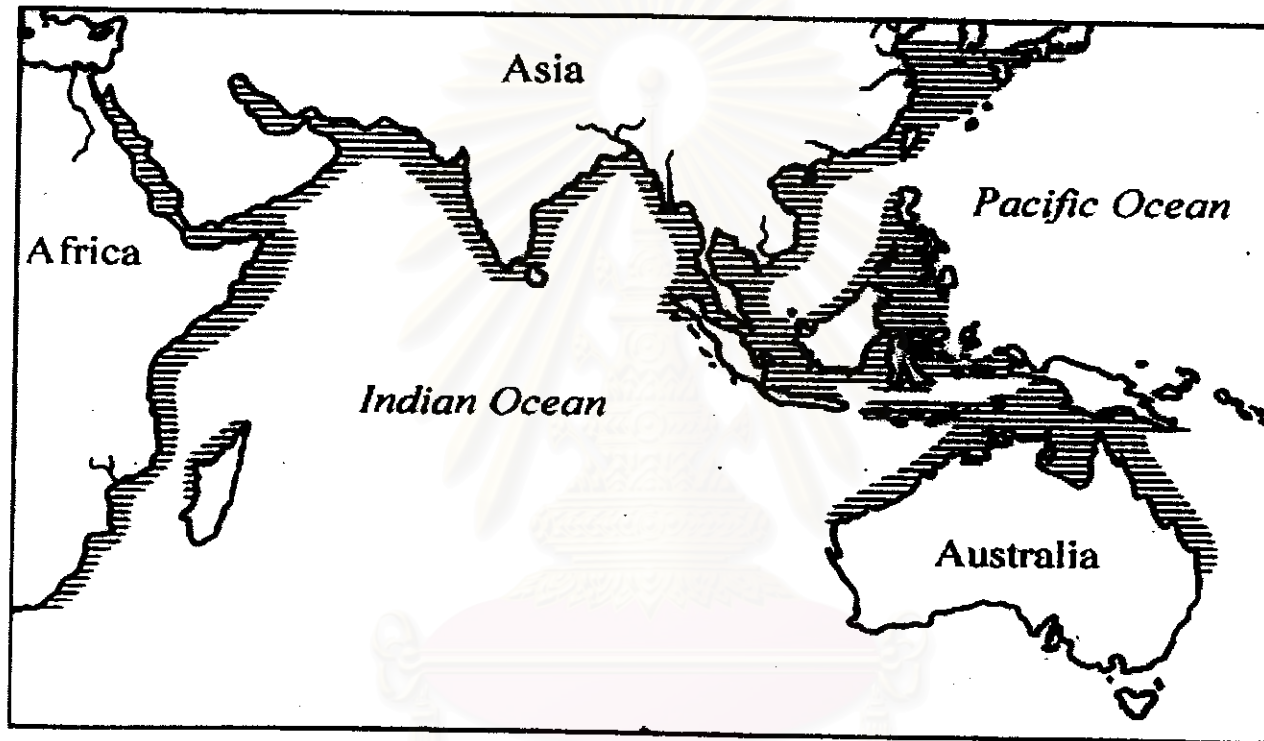 Asia
Pacific Ocean
Africa
Indian Ocean
Australia